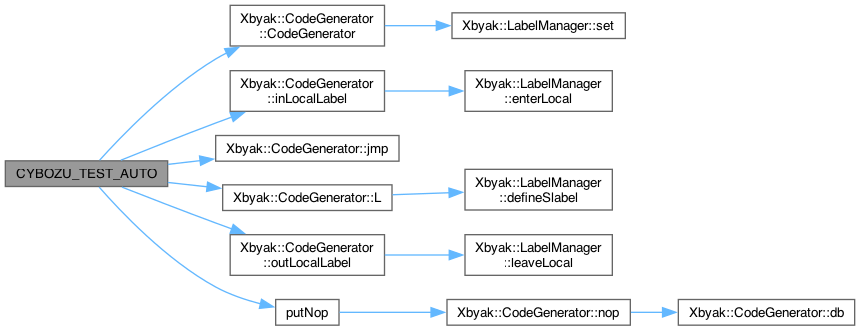 Xbyak::CodeGenerator
::CodeGenerator
Xbyak::LabelManager::set
Xbyak::CodeGenerator
::inLocalLabel
Xbyak::LabelManager
::enterLocal
Xbyak::CodeGenerator::jmp
CYBOZU_TEST_AUTO
Xbyak::CodeGenerator::L
Xbyak::LabelManager
::defineSlabel
Xbyak::CodeGenerator
::outLocalLabel
Xbyak::LabelManager
::leaveLocal
putNop
Xbyak::CodeGenerator::nop
Xbyak::CodeGenerator::db